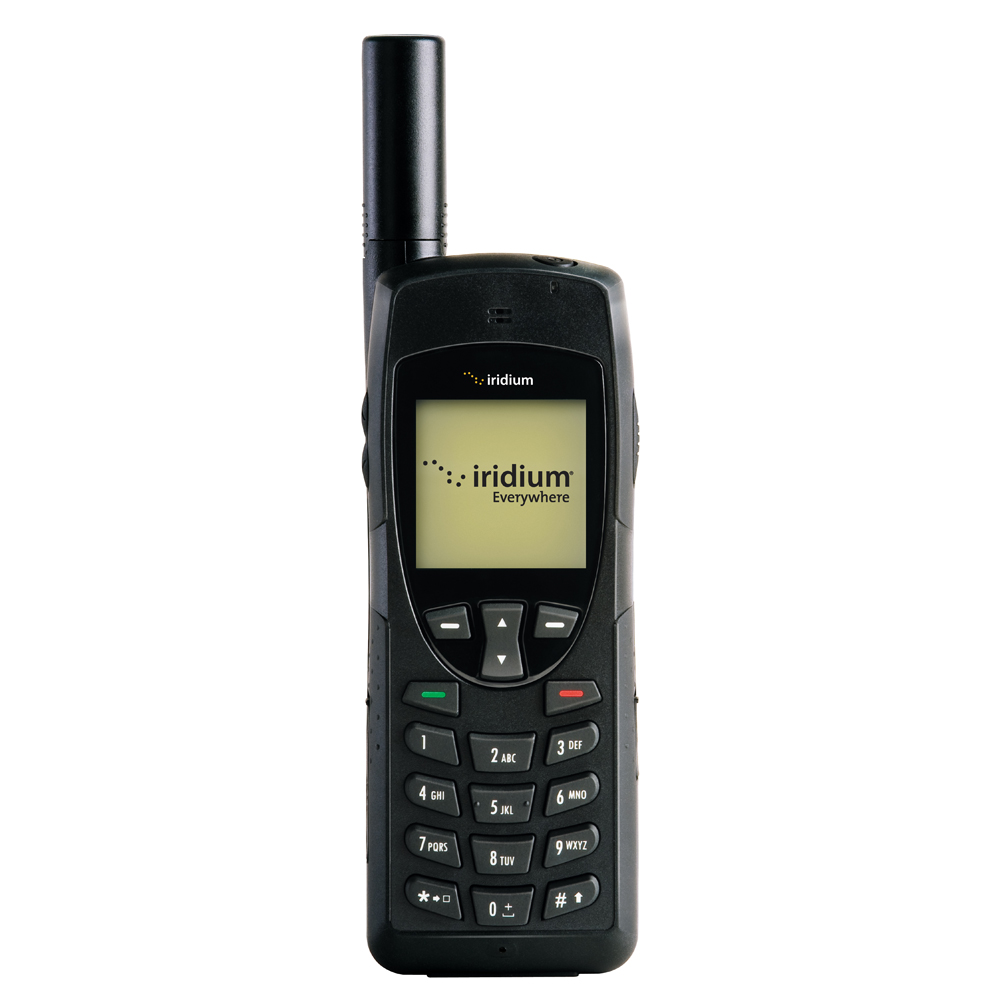 iridium
iridium
Everywhere
1
2 ABC
3 DEF
4 GHI
5 JKL
6 MNO
7 PQRS
8 TUV
9 WXYZ
*
0 +
#